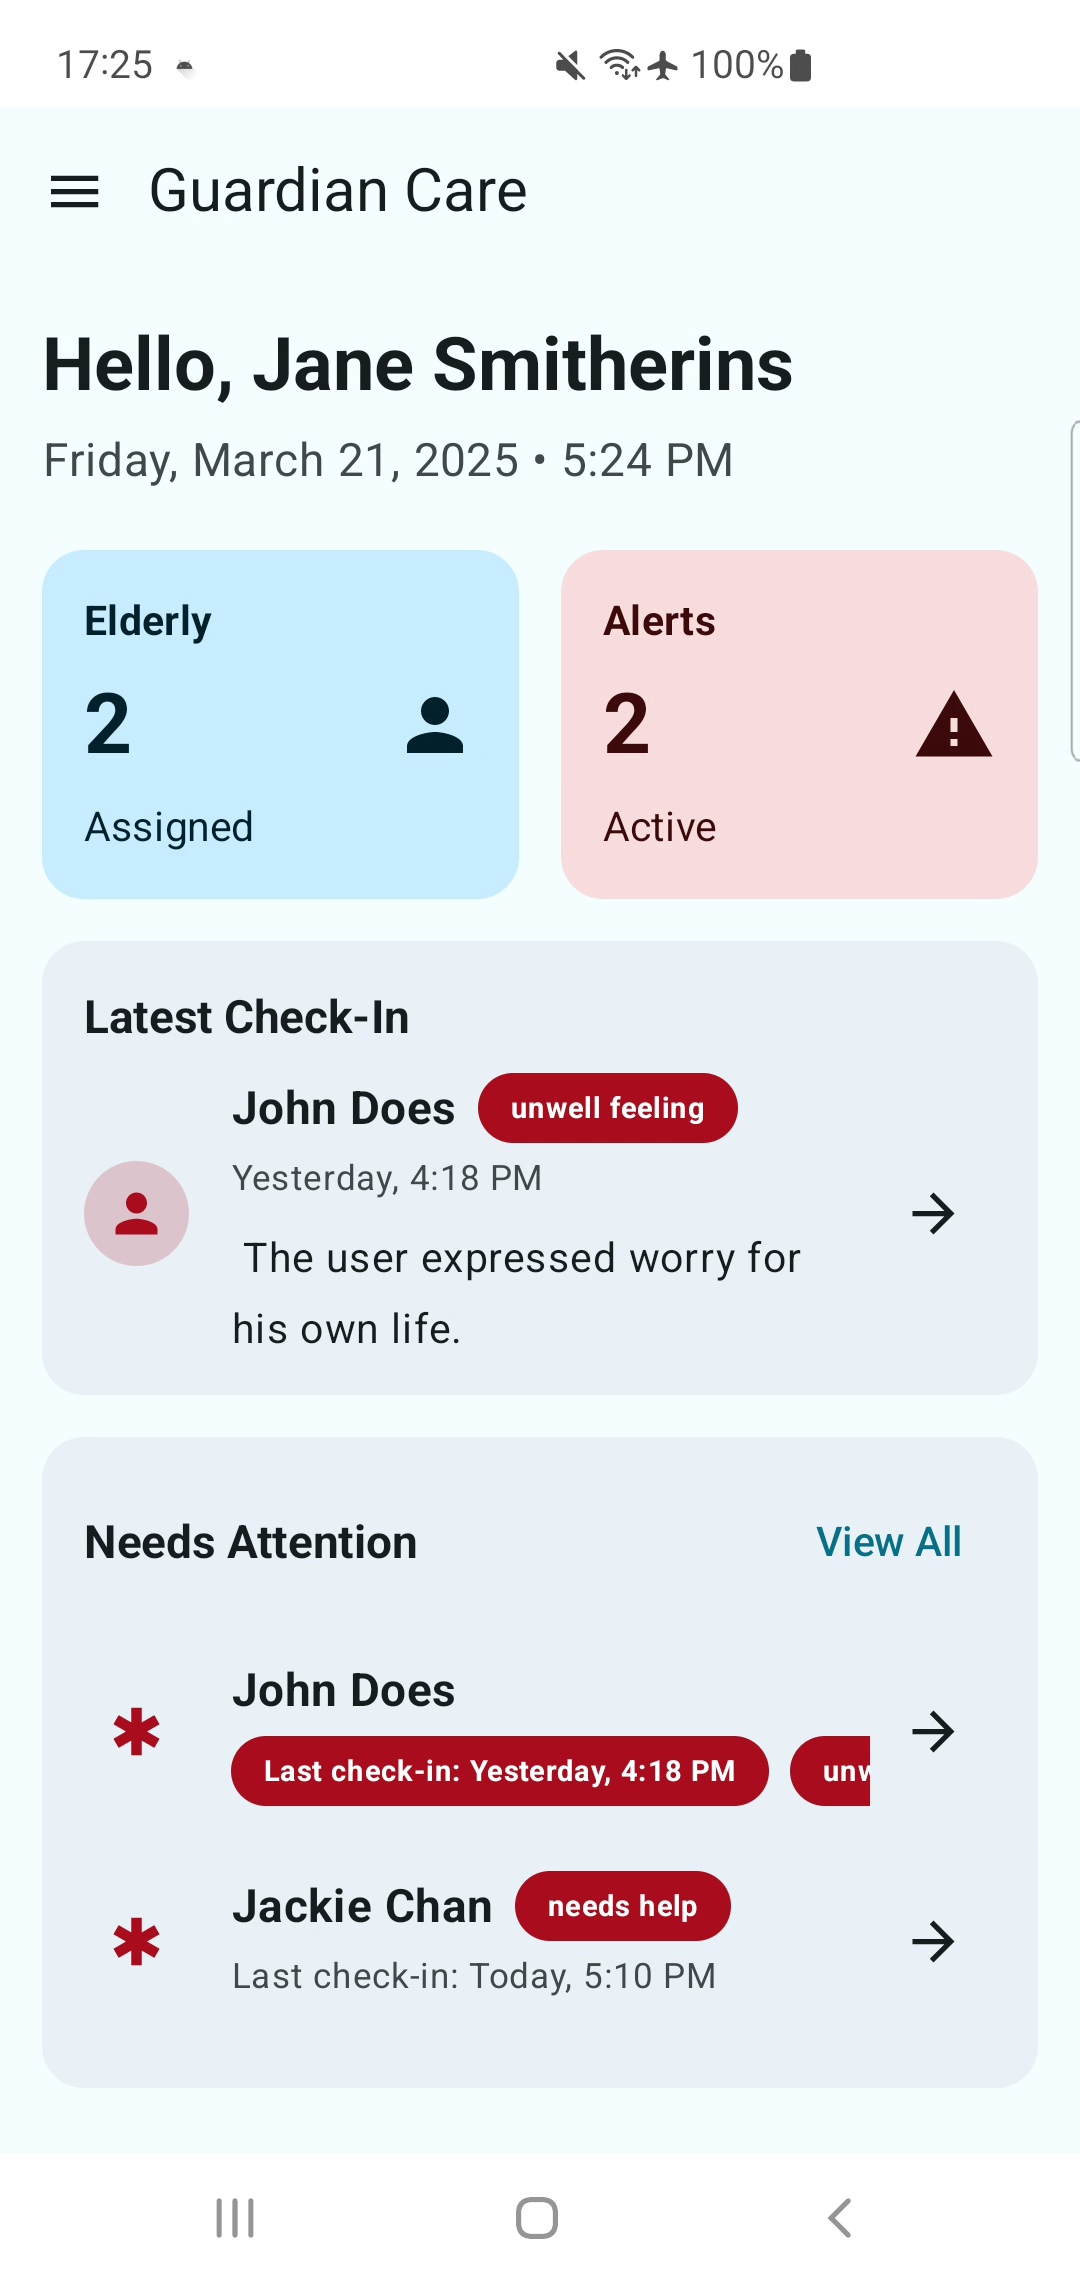 17:25
100%
Guardian Care
Hello, Jane Smitherins
Friday, March 21, 2025 • 5:24 PM
Elderly
2
Assigned
Alerts
2
Active
Latest Check-In
John Does
unwell feeling
Yesterday, 4:18 PM
The user expressed worry for
his own life.
Needs Attention
View All
John Does
Last check-in: Yesterday, 4:18 PM
Jackie Chan
needs help
Last check-in: Today, 5:10 PM